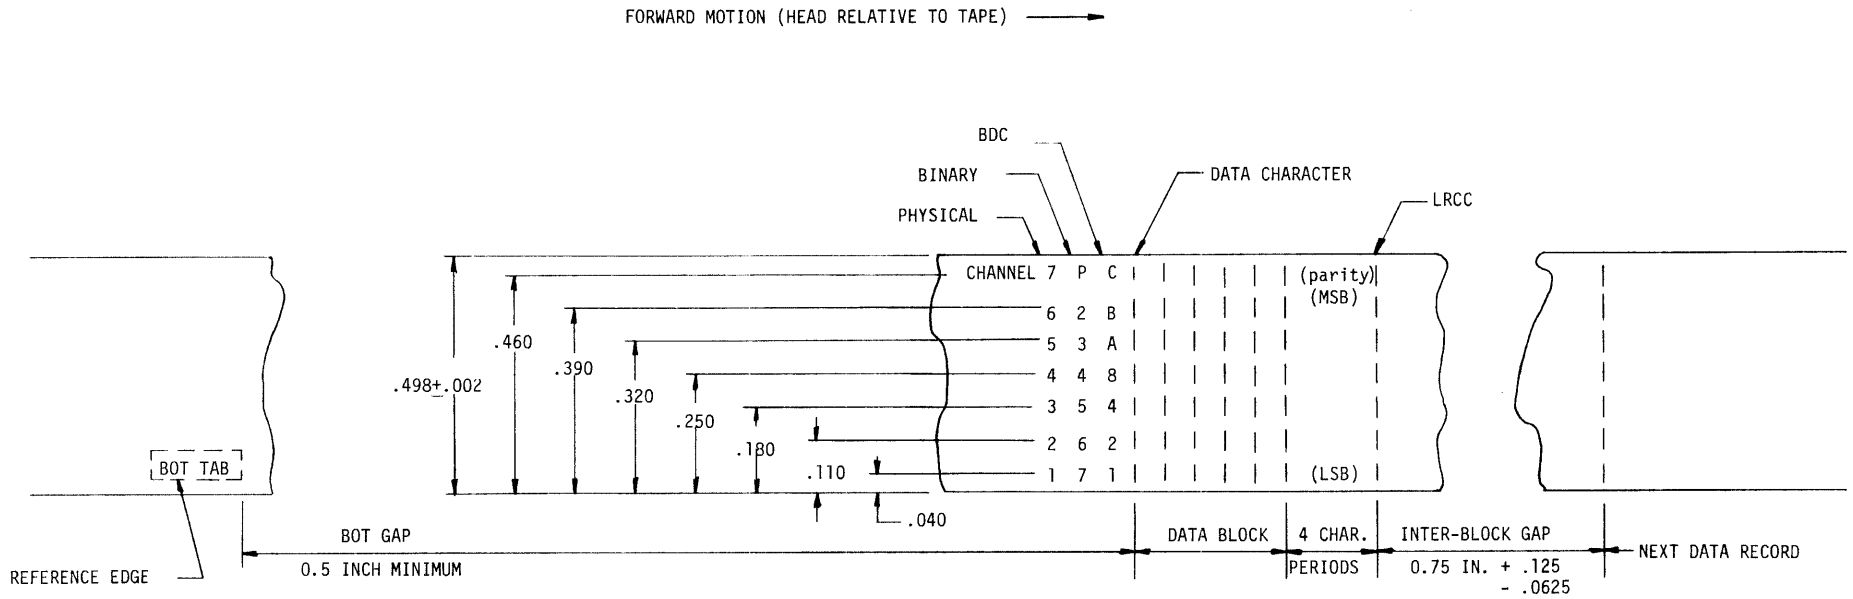 FORWARD MOTION (HEAD RELATIVE TO TAPE)
BDC
BINARY
DATA CHARACTER
PHYSICAL
LRCC
CHANNEL 7 P C
(parity)
(MSB)
6 2 B
5 3 A
4 4 8
3 5 4
2 6 2
1 7 1
(LSB)
.498±.002
.460
.390
.320
.250
.180
.110
.040
BOT TAB
REFERENCE EDGE
BOT GAP
0.5 INCH MINIMUM
DATA BLOCK
4 CHAR.
PERIODS
INTER-BLOCK GAP
0.75 IN. + .125
- .0625
NEXT DATA RECORD